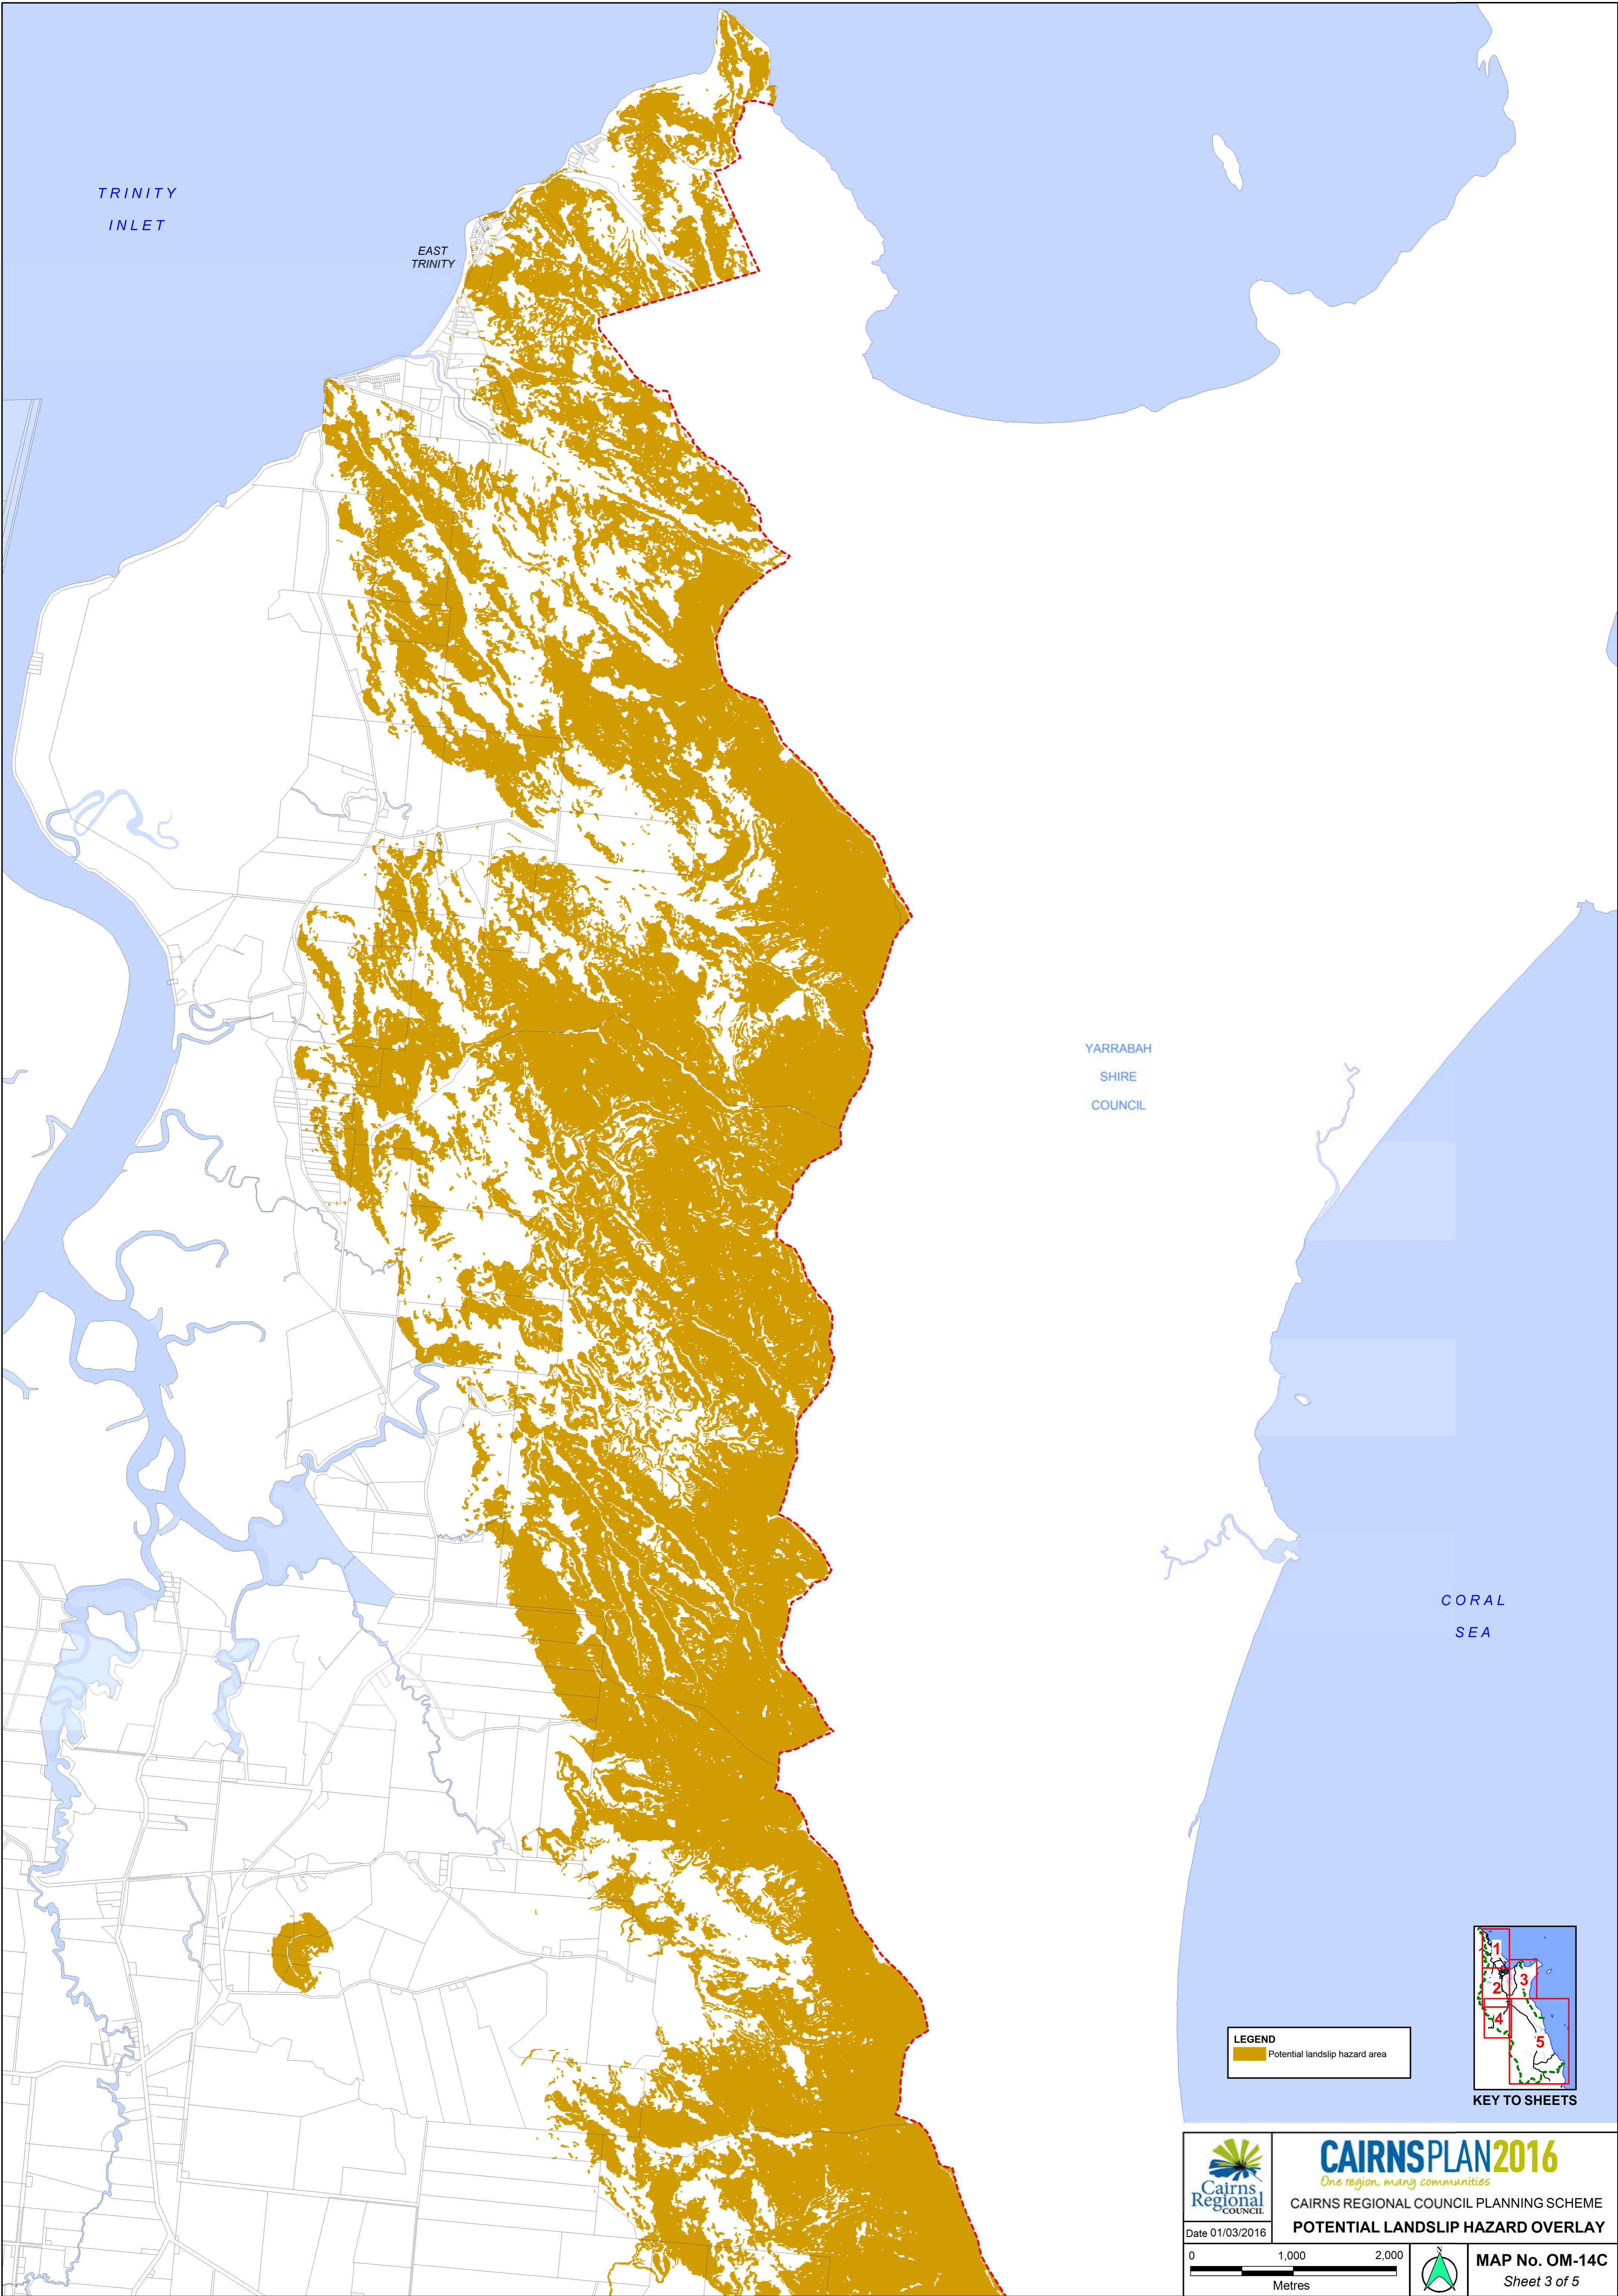 TRINITY
INLET
EAST
TRINITY
YARRABAH
SHIRE
COUNCIL
CORAL
SEA
1
2
3
4
5
KEY TO SHEETS
LEGEND
Potential landslip hazard area
Cairns
Regional
COUNCIL
Date 01/03/2016
CAIRNSPLAN2016
One region, many communities
CAIRNS REGIONAL COUNCIL PLANNING SCHEME
POTENTIAL LANDSLIP HAZARD OVERLAY
0 1,000 2,000
Metres
N
MAP No. OM-14C
Sheet 3 of 5